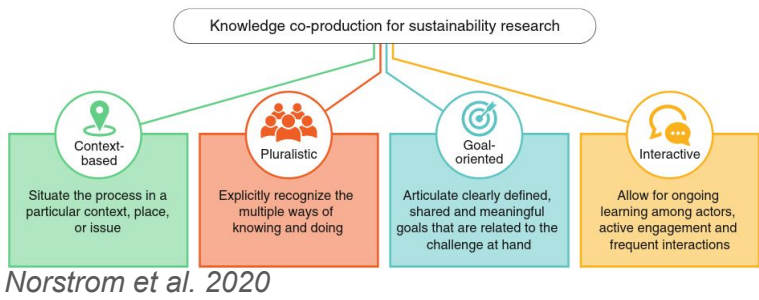 Knowledge co-production for sustainability research
Context-
based
Situate the process in a
particular context, place,
or issue
Pluralistic
Explicitly recognize the
multiple ways of
knowing and doing
Goal-
oriented
Articulate clearly defined,
shared and meaningful
goals that are related to the
challenge at hand
Interactive
Allow for ongoing
learning among actors,
active engagement and
frequent interactions
Norstrom et al. 2020